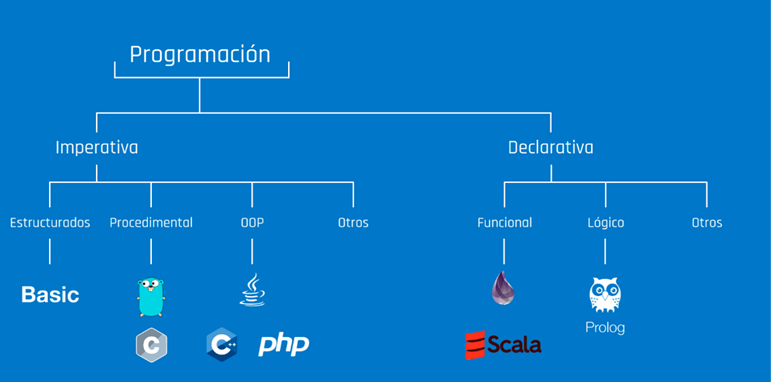 Programación
Imperativa
Declarativa
Estructurados
Procedimental
OOP
Otros
Funcional
Lógico
Otros
Basic
Prolog
C
C++
php
Scala